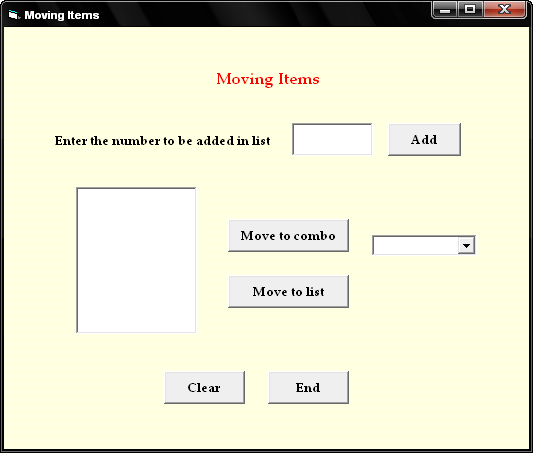 Moving Items
Moving Items
Enter the number to be added in list
Add
Move to combo
Move to list
Clear
End